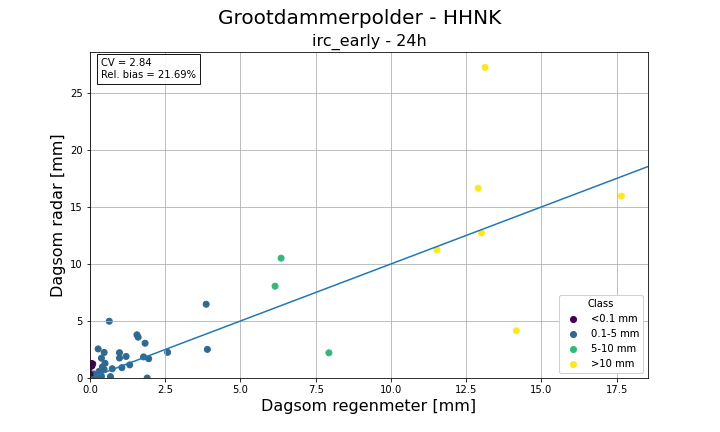 Grootdammerpolder - HHNK
irc_early - 24h
CV = 2.84
Rel. bias = 21.69%
Dagsom radar [mm]
25
20
15
10
5
0
0.0 2.5 5.0 7.5 10.0 12.5 15.0 17.5
Dagsom regenmeter [mm]
Class
<0.1 mm
0.1-5 mm
5-10 mm
>10 mm